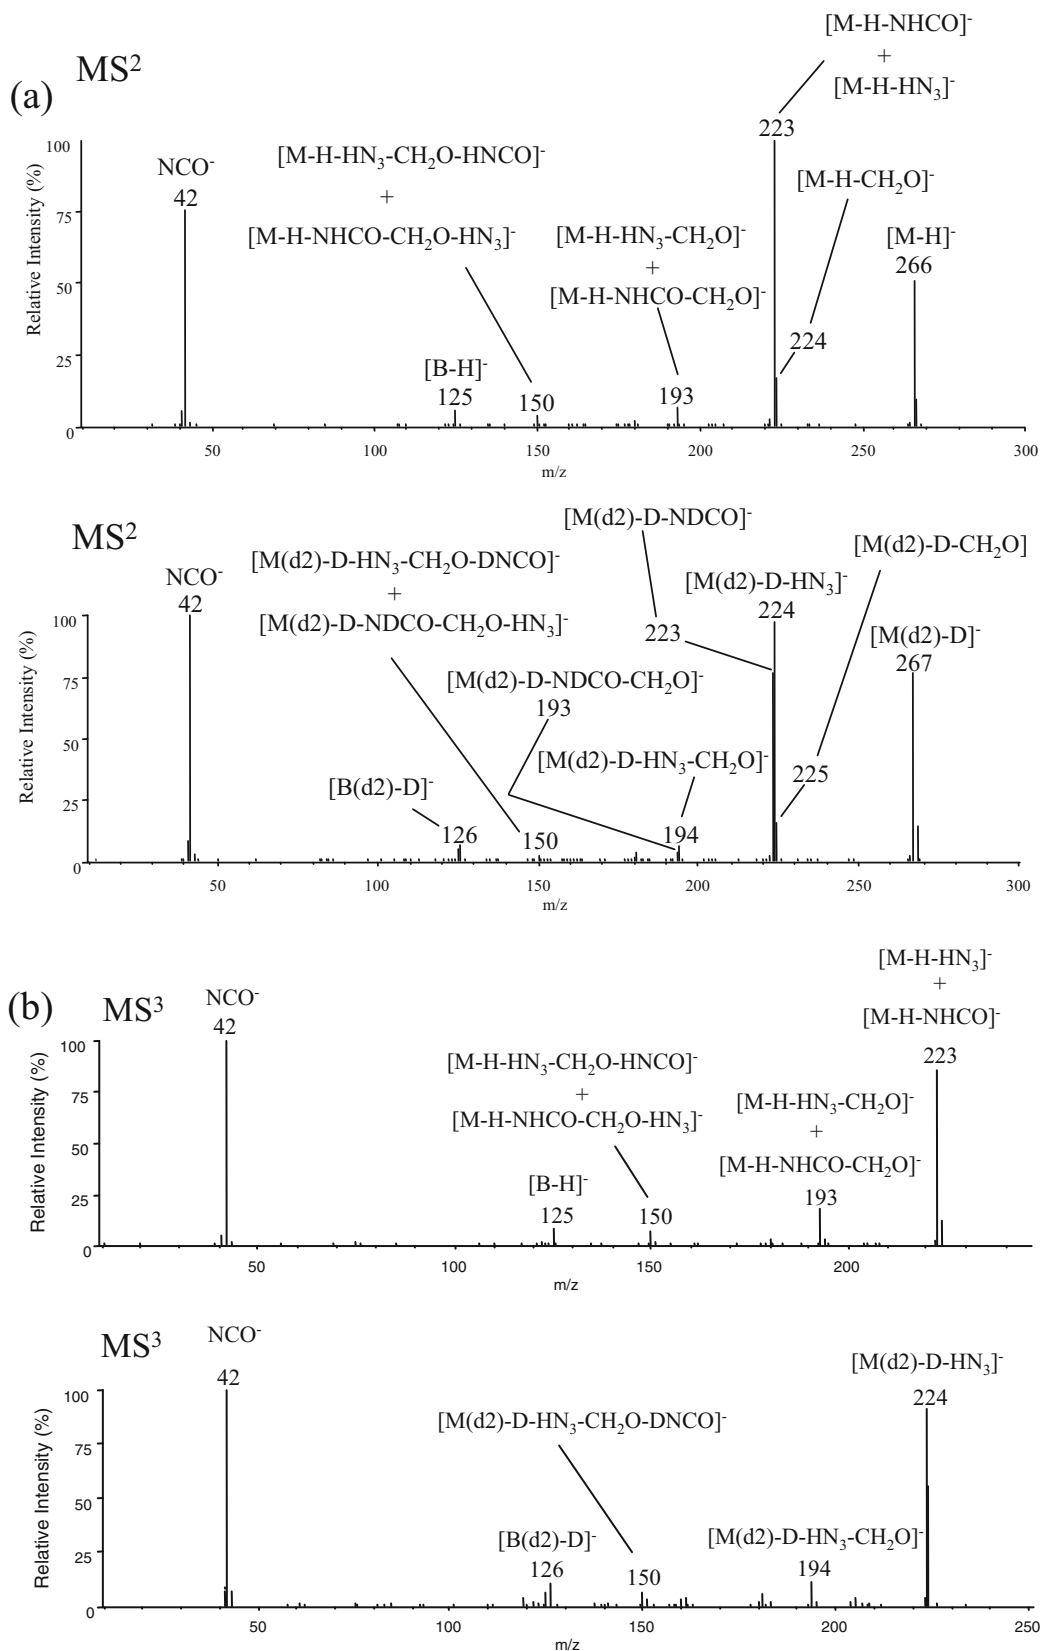 (a)
MS²
[M-H-NHCO]⁻
+
[M-H-HN₃]⁻
223
[M-H-HN₃-CH₂O-HNCO]⁻
+
[M-H-NHCO-CH₂O-HN₃]⁻
NCO⁻
42
[M-H-CH₂O]⁻
[M-H-HN₃-CH₂O]⁻
+
[M-H-NHCO-CH₂O]⁻
[M-H]⁻
266
224
[B-H]⁻
125
150
193
Relative Intensity (%)
100
75
50
25
0
50 100 150 200 250 300
m/z
MS²
[M(d2)-D-NDCO]⁻
[M(d2)-D-HN₃-CH₂O-DNCO]⁻
+
[M(d2)-D-NDCO-CH₂O-HN₃]⁻
[M(d2)-D-CH₂O]
NCO⁻
42
[M(d2)-D-HN₃]⁻
224
223
[M(d2)-D]⁻
267
[M(d2)-D-NDCO-CH₂O]⁻
193
[M(d2)-D-HN₃-CH₂O]⁻
225
[B(d2)-D]⁻
126
150
194
Relative Intensity (%)
100
75
50
25
0
50 100 150 200 250 300
m/z
(b)
MS³
[M-H-HN₃]⁻
+
[M-H-NHCO]⁻
NCO⁻
42
223
[M-H-HN₃-CH₂O-HNCO]⁻
+
[M-H-NHCO-CH₂O-HN₃]⁻
[M-H-HN₃-CH₂O]⁻
+
[M-H-NHCO-CH₂O]⁻
193
[B-H]⁻
125
150
Relative Intensity (%)
100
75
50
25
0
50 100 150 200
m/z
MS³
NCO⁻
42
[M(d2)-D-HN₃]⁻
224
[M(d2)-D-HN₃-CH₂O-DNCO]⁻
[B(d2)-D]⁻
126
150
[M(d2)-D-HN₃-CH₂O]⁻
194
Relative Intensity (%)
100
75
50
25
0
50 100 150 200 250
m/z